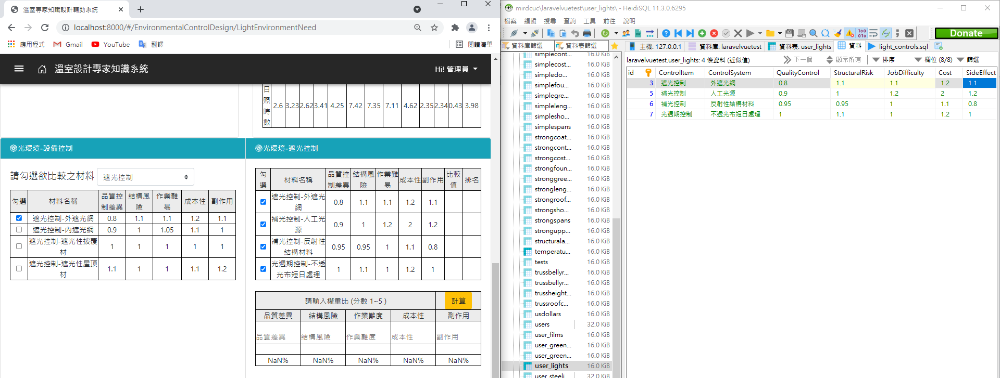 溫室專家知識設計輔助系統
localhost:8000/#/EnvironmentalControlDesign/LightEnvironmentNeed
應用程式 Gmail YouTube 翻譯 閱讀清單
溫室設計專家知識系統 Hi! 管理員
日照時數 2.6 3.23 2.62 3.41 4.25 7.42 7.35 7.11 4.62 2.35 2.34 0.43 3.98
光環境-設備控制
請勾選欲比較之材料 遮光控制
勾選 材料名稱 品質控制差異 結構風險 作業難易 成本性 副作用
遮光控制-外遮光網 0.8 1.1 1.1 1.2 1.1
遮光控制-內遮光網 0.9 1 1.05 1.1 1
遮光控制-遮光性披覆材 1 1 1 1 1
遮光控制-遮光性屋頂材 1.1 1 1 1.1 1.2
光環境-遮光控制
勾選 材料名稱 品質控制差異 結構風險 作業難易 成本性 副作用 比較值 排名
遮光控制-外遮光網 0.8 1.1 1.1 1.2 1.1
補光控制-人工光源 0.9 1 1.2 2 1.2
補光控制-反射性結構材料 0.95 0.95 1 1.1 0.8
光週期控制-不透光布短日處理 1 1.1 1 1.2 1
請輸入權重比 (分數 1~5 ) 計算
品質差異 結構風險 作業難度 成本性 副作用
品質差異 結構風險 作業難度 成本性 副作用
NaN% NaN% NaN% NaN% NaN%
mirdcuc\laravelvuetest\user_lights\ - HeidiSQL 11.3.0.6295
檔案 編輯 搜尋 查詢 工具 前往 說明
Donate
資料庫篩選 資料表篩選
主機: 127.0.0.1 資料庫: laravelvuetest 資料表: user_lights 資料 light_controls.sql
simplecont... 16.0 KiB
simplecost... 16.0 KiB
simpledo... 16.0 KiB
simplefou... 16.0 KiB
simplegre... 16.0 KiB
simpleleng... 16.0 KiB
simplesho... 16.0 KiB
simplespans 16.0 KiB
strongcoat... 16.0 KiB
strongcont... 16.0 KiB
strongcost... 16.0 KiB
strongfoun... 16.0 KiB
stronggree... 16.0 KiB
strongleng... 16.0 KiB
strongroof... 16.0 KiB
strongsho... 16.0 KiB
strongspans 16.0 KiB
strongupp... 16.0 KiB
structurala... 16.0 KiB
temperatu... 16.0 KiB
tests 16.0 KiB
trussbellyr... 16.0 KiB
trussbellyr... 16.0 KiB
trussheight... 16.0 KiB
trussroofc... 16.0 KiB
usdollars 16.0 KiB
users 32.0 KiB
user_films 16.0 KiB
user_green... 16.0 KiB
user_green... 16.0 KiB
user_lights 16.0 KiB
user_steeli... 32.0 KiB
laravelvuetest.user_lights: 4 條資料 (近似值) 下一個 顯示所有 排序 欄位 (8/8) 篩選
id ControlItem ControlSystem QualityControl StructuralRisk JobDifficulty Cost SideEffect
3 遮光控制 外遮光網 0.8 1.1 1.1 1.2 1.1
5 補光控制 人工光源 0.9 1 1.2 2 1.2
6 補光控制 反射性結構材料 0.95 0.95 1 1.1 0.8
7 光週期控制 不透光布短日處理 1 1.1 1 1.2 1